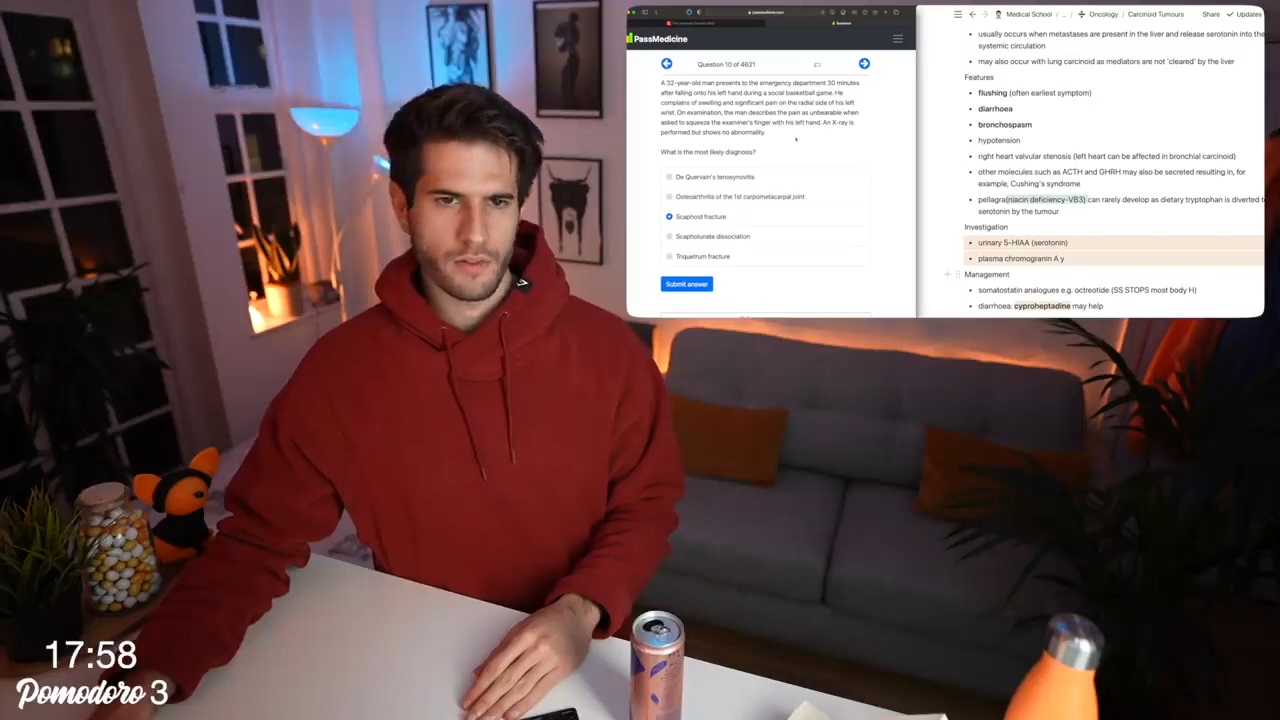 PassMedicine
Question 10 of 4621
A 32-year-old man presents to the emergency department 30 minutes
after falling onto his left hand during a social basketball game. He
complains of swelling and significant pain on the radial side of his left
wrist. On examination, the man describes the pain as unbearable when
asked to squeeze the examiner's finger with his left hand. An X-ray is
performed but shows no abnormality.
What is the most likely diagnosis?
De Quervain's tenosynovitis
Osteoarthritis of the 1st carpometacarpal joint
Scaphoid fracture
Scapholunate dissociation
Triquetrum fracture
Submit answer
Medical School / ... / Oncology / Carcinoid Tumours Share Updates
usually occurs when metastases are present in the liver and release serotonin into the
systemic circulation
may also occur with lung carcinoid as mediators are not 'cleared' by the liver
Features
flushing (often earliest symptom)
diarrhoea
bronchospasm
hypotension
right heart valvular stenosis (left heart can be affected in bronchial carcinoid)
other molecules such as ACTH and GHRH may also be secreted resulting in, for
example, Cushing's syndrome
pellagra(niacin deficiency-VB3) can rarely develop as dietary tryptophan is diverted to
serotonin by the tumour
Investigation
urinary 5-HIAA (serotonin)
plasma chromogranin A y
Management
somatostatin analogues e.g. octreotide (SS STOPS most body H)
diarrhoea: cyproheptadine may help
17:58
Pomodoro 3